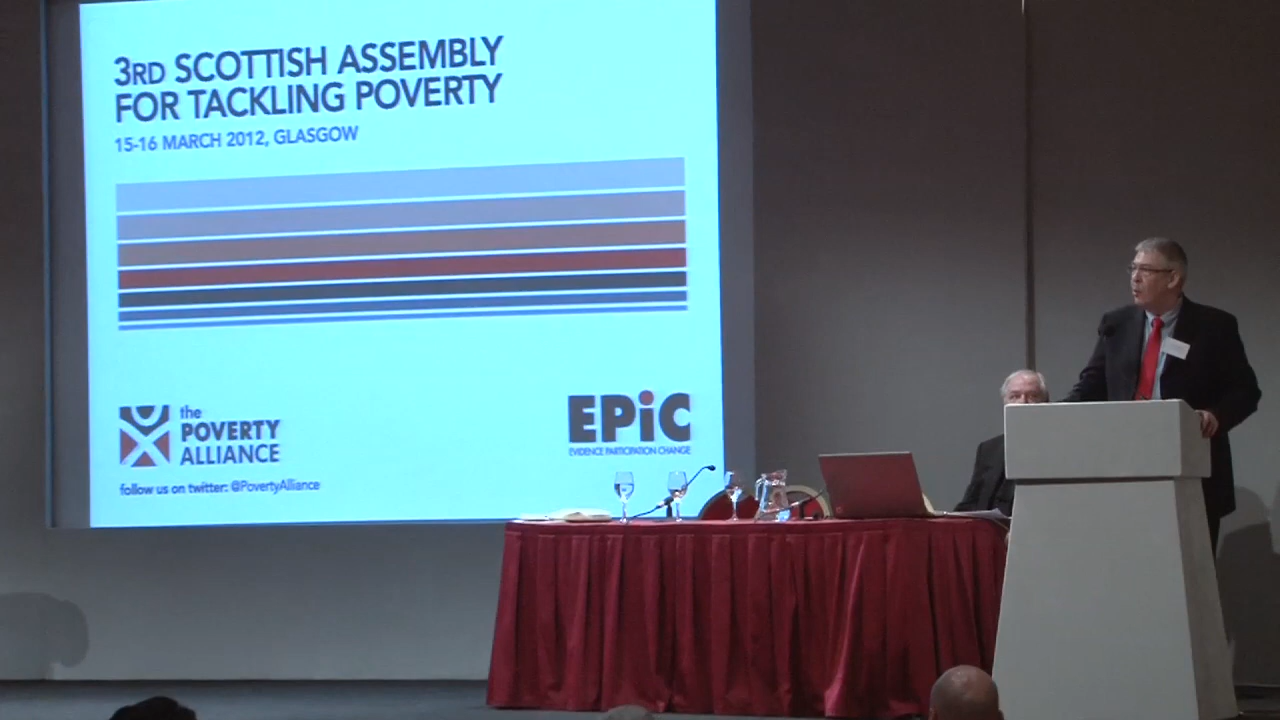 3RD SCOTTISH ASSEMBLY
FOR TACKLING POVERTY
15-16 MARCH 2012, GLASGOW
the
POVERTY
ALLIANCE
EPiC
EVIDENCE PARTICIPATION CHANGE
follow us on twitter: @PovertyAlliance